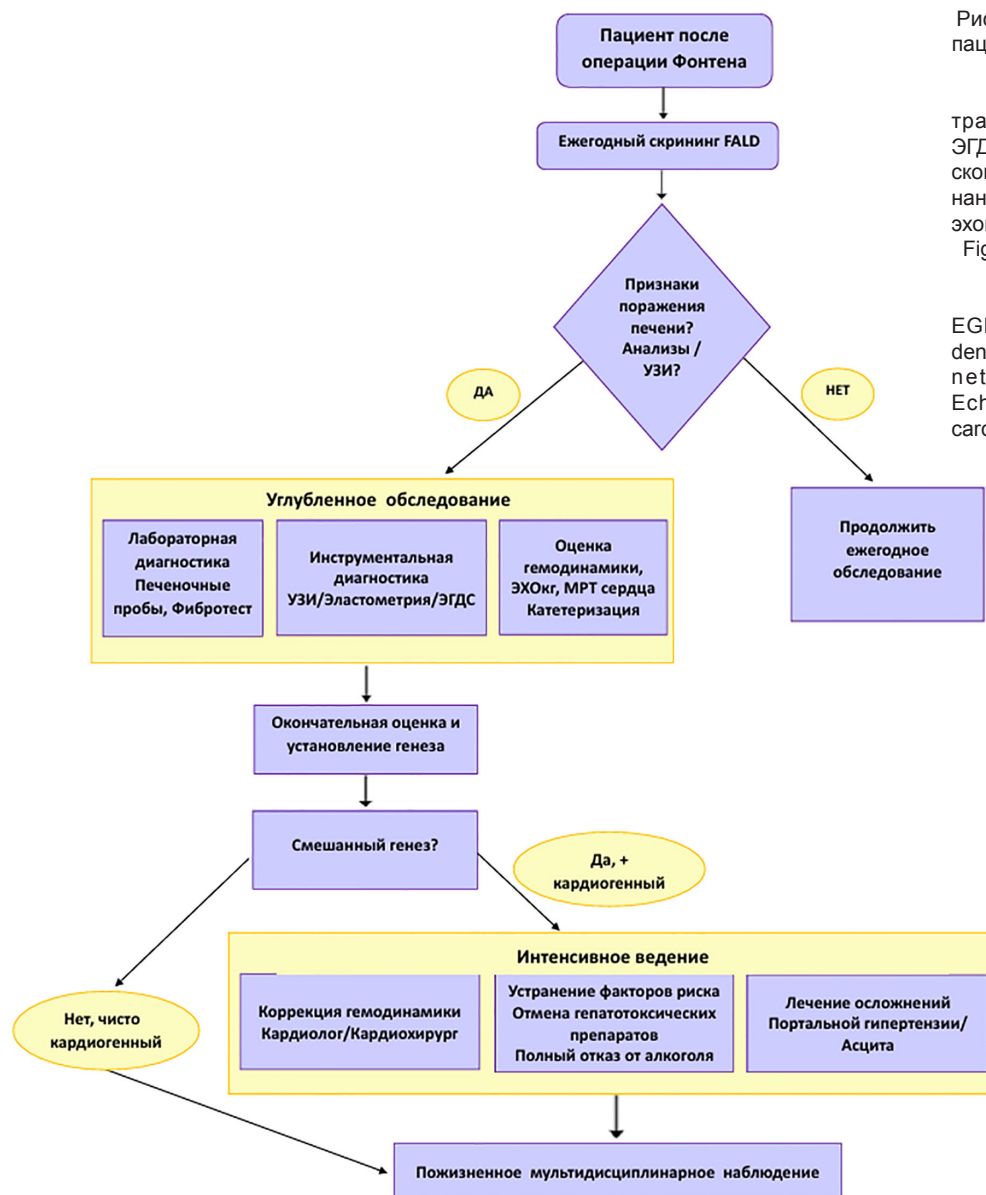 Пациент после
операции Фонтена
Ежегодный скрининг FALD
Признаки
поражения
печени?
Анализы /
УЗИ?
ДА
НЕТ
Углубленное обследование
Лабораторная
диагностика
Печеночные
пробы, Фибротест
Инструментальная
диагностика
УЗИ/Эластометрия/ЭГДС
Оценка
гемодинамики,
ЭХОкг, МРТ сердца
Катетеризация
Продолжить
ежегодное
обследование
Окончательная оценка и
установление генеза
Смешанный генез?
Да, +
кардиогенный
Нет, чисто
кардиогенный
Интенсивное ведение
Коррекция гемодинамики
Кардиолог/Кардиохирург
Устранение факторов риска
Отмена гепатотоксических
препаратов
Полный отказ от алкоголя
Лечение осложнений
Портальной гипертензии/
Асцита
Пожизненное мультидисциплинарное наблюдение